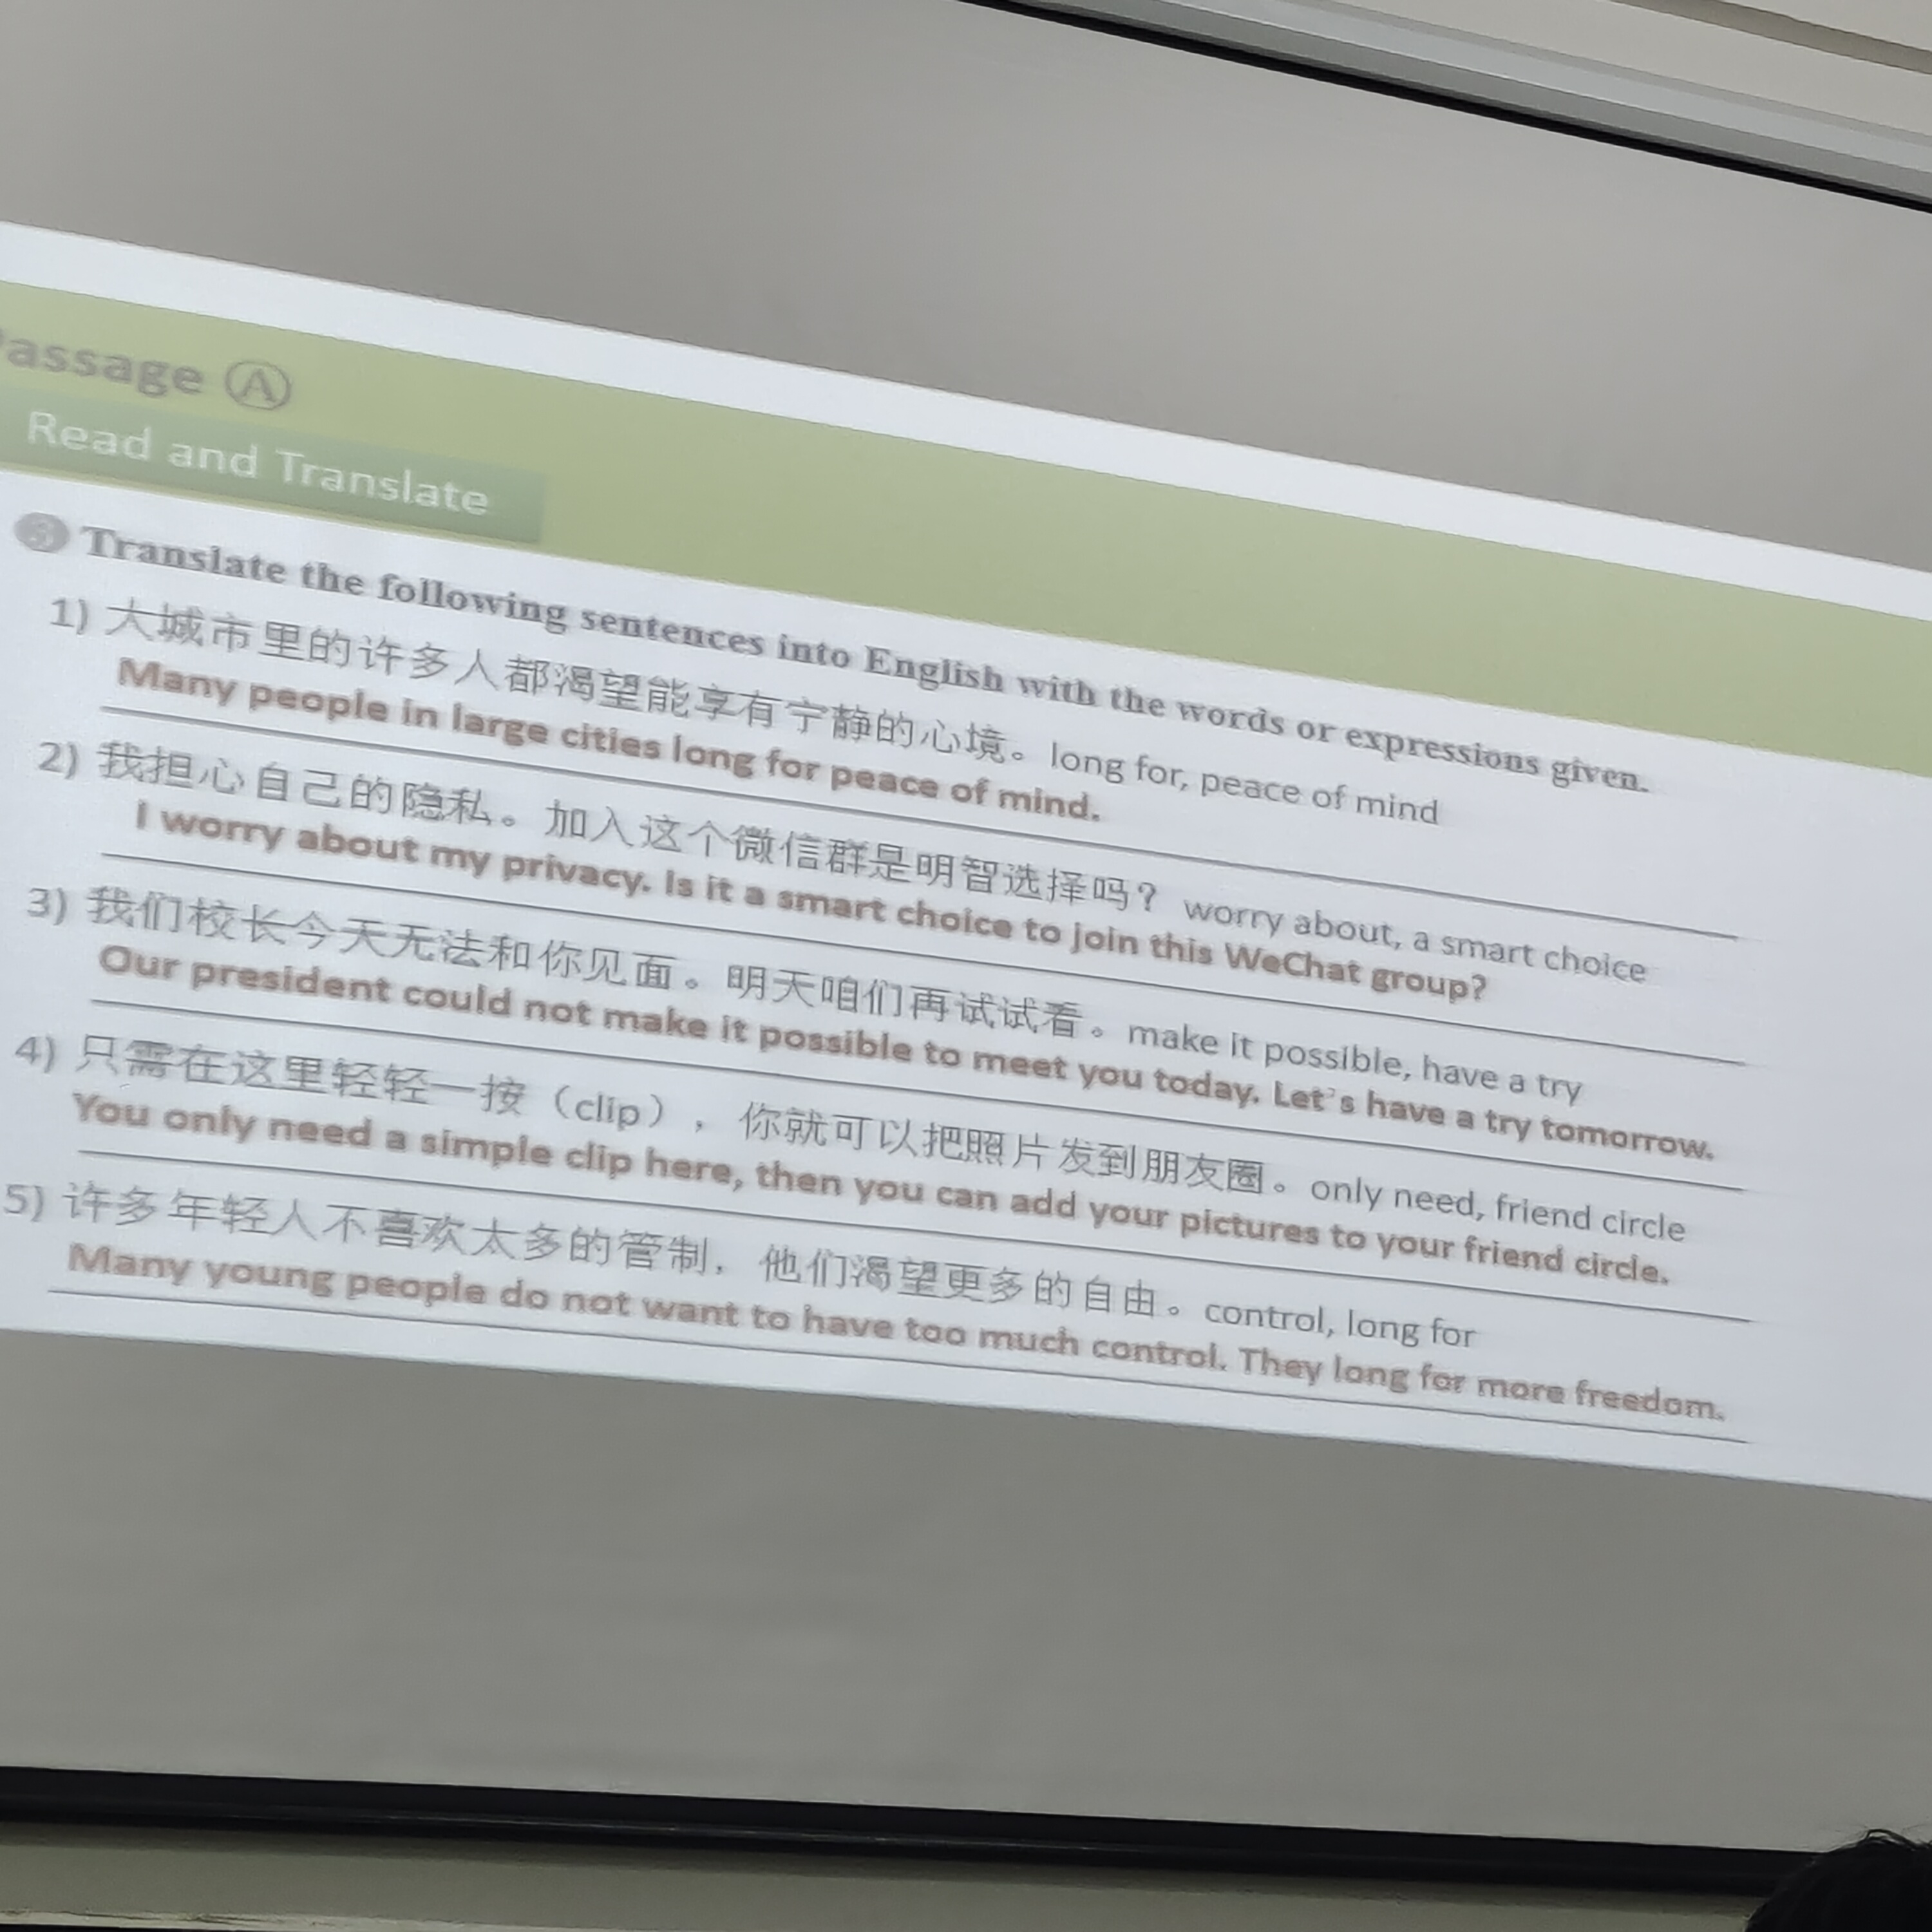 Passage Ⓐ
Read and Translate
❸ Translate the following sentences into English with the words or expressions given.
1) 大城市里的许多人都渴望能享有宁静的心境。long for, peace of mind
Many people in large cities long for peace of mind.
2) 我担心自己的隐私。加入这个微信群是明智选择吗？ worry about, a smart choice
I worry about my privacy. Is it a smart choice to join this WeChat group?
3) 我们校长今天无法和你见面。明天咱们再试试看。make it possible, have a try
Our president could not make it possible to meet you today. Let's have a try tomorrow.
4) 只需在这里轻轻一按（clip），你就可以把照片发到朋友圈。only need, friend circle
You only need a simple clip here, then you can add your pictures to your friend circle.
5) 许多年轻人不喜欢太多的管制，他们渴望更多的自由。control, long for
Many young people do not want to have too much control. They long for more freedom.